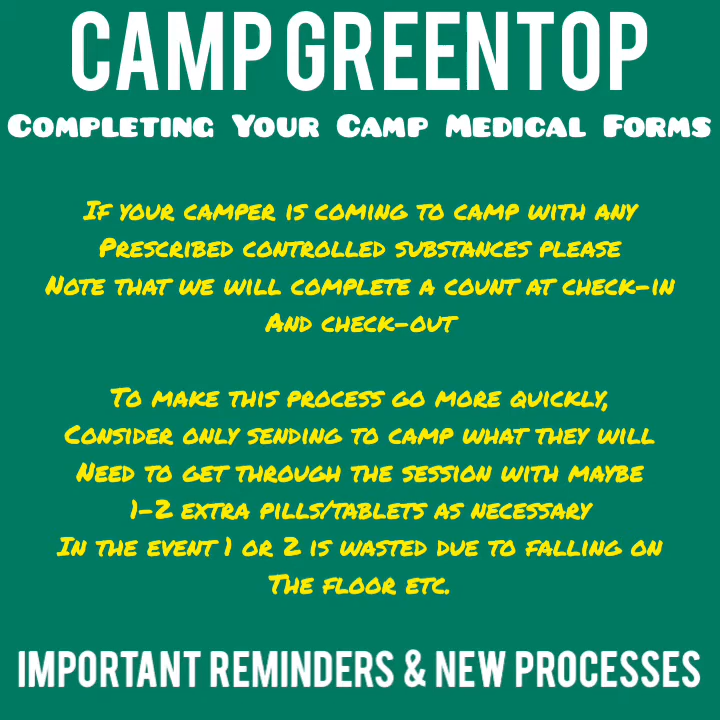 CAMP GREENTOP
Completing Your Camp Medical Forms
If your camper is coming to camp with any
Prescribed controlled substances please
Note that we will complete a count at check-in
And check-out
To make this process go more quickly,
Consider only sending to camp what they will
Need to get through the session with maybe
1-2 extra pills/tablets as necessary
In the event 1 or 2 is wasted due to falling on
The floor etc.
IMPORTANT REMINDERS & NEW PROCESSES